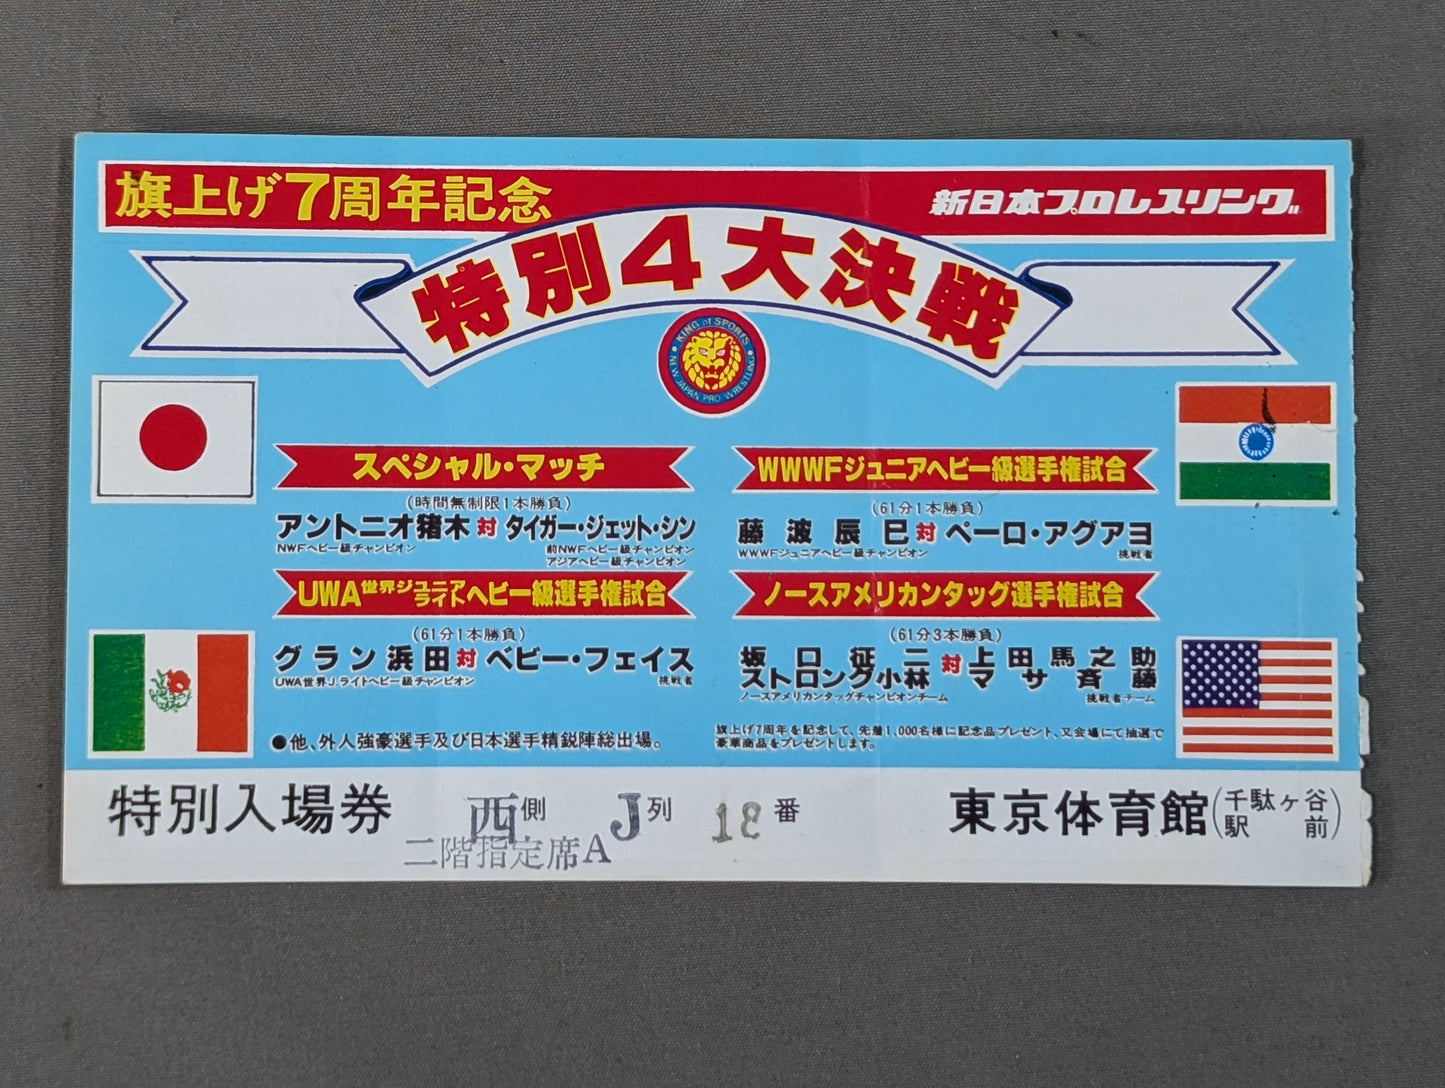 旗上げ7周年記念
新日本プロレスリング
特別4大決戦
KING of SPORTS
NEW JAPAN PRO WRESTLING
スペシャル・マッチ
(時間無制限1本勝負)
アントニオ猪木対タイガー・ジェット・シン
NWFヘビー級チャンピオン 前NWFヘビー級チャンピオン
アジアヘビー級チャンピオン
WWWFジュニアヘビー級選手権試合
(61分1本勝負)
藤波辰巳対ペーロ・アグアヨ
WWWFジュニアヘビー級チャンピオン 挑戦者
UWA世界ジュニアライトヘビー級選手権試合
(61分1本勝負)
グラン浜田対ベビー・フェイス
UWA世界J.ライトヘビー級チャンピオン 挑戦者
ノースアメリカンタッグ選手権試合
(61分3本勝負)
坂口征二 対 上田馬之助
ストロング小林 マサ斉藤
ノースアメリカタッグチャンピオンチーム 挑戦者チーム
●他、外人強豪選手及び日本選手精鋭陣総出場。
旗上げ7周年を記念して、先着1,000名様に記念品プレゼント、又会場にて抽選で
豪華商品をプレゼントします。
特別入場券 西側 J列 18番
二階指定席A
東京体育館(千駄ヶ谷駅前)